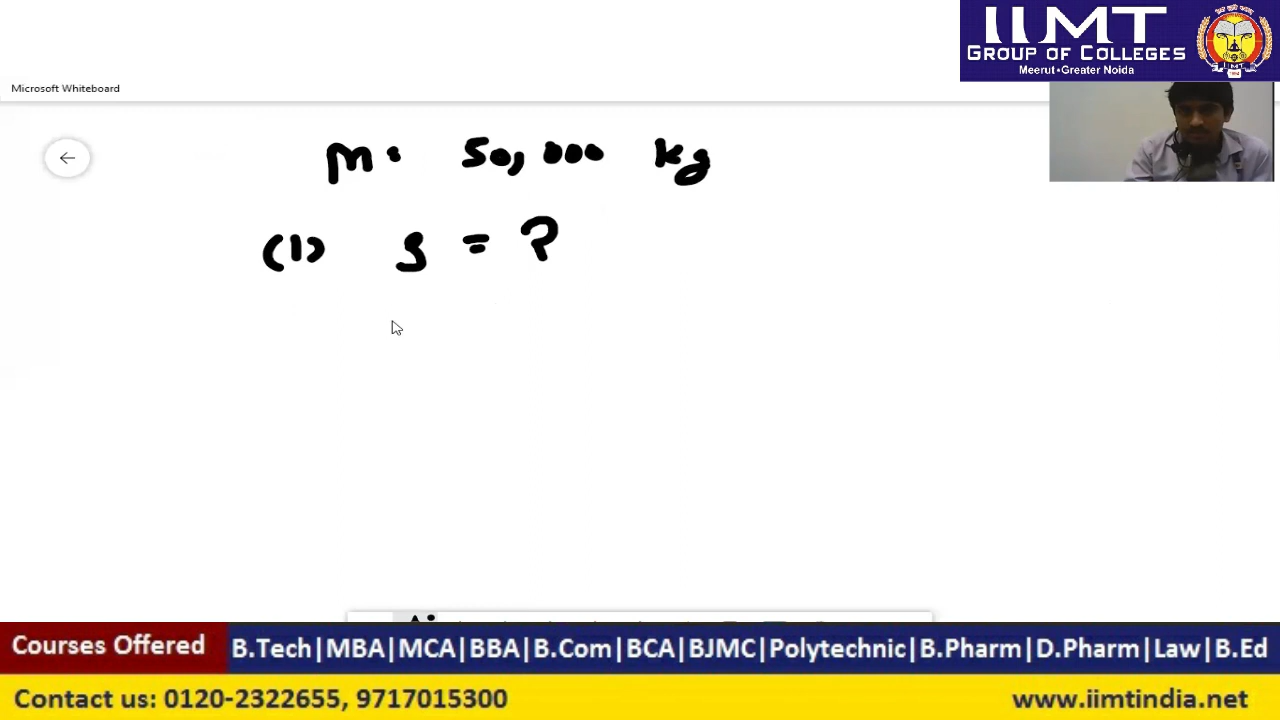 IIMT
GROUP OF COLLEGES
Meerut • Greater Noida
Microsoft Whiteboard
m = 50,000 kg
(1) ρ = ?
Courses Offered
B.Tech|MBA|MCA|BBA|B.Com|BCA|BJMC|Polytechnic|B.Pharm|D.Pharm|Law|B.Ed
Contact us: 0120-2322655, 9717015300
www.iimtindia.net